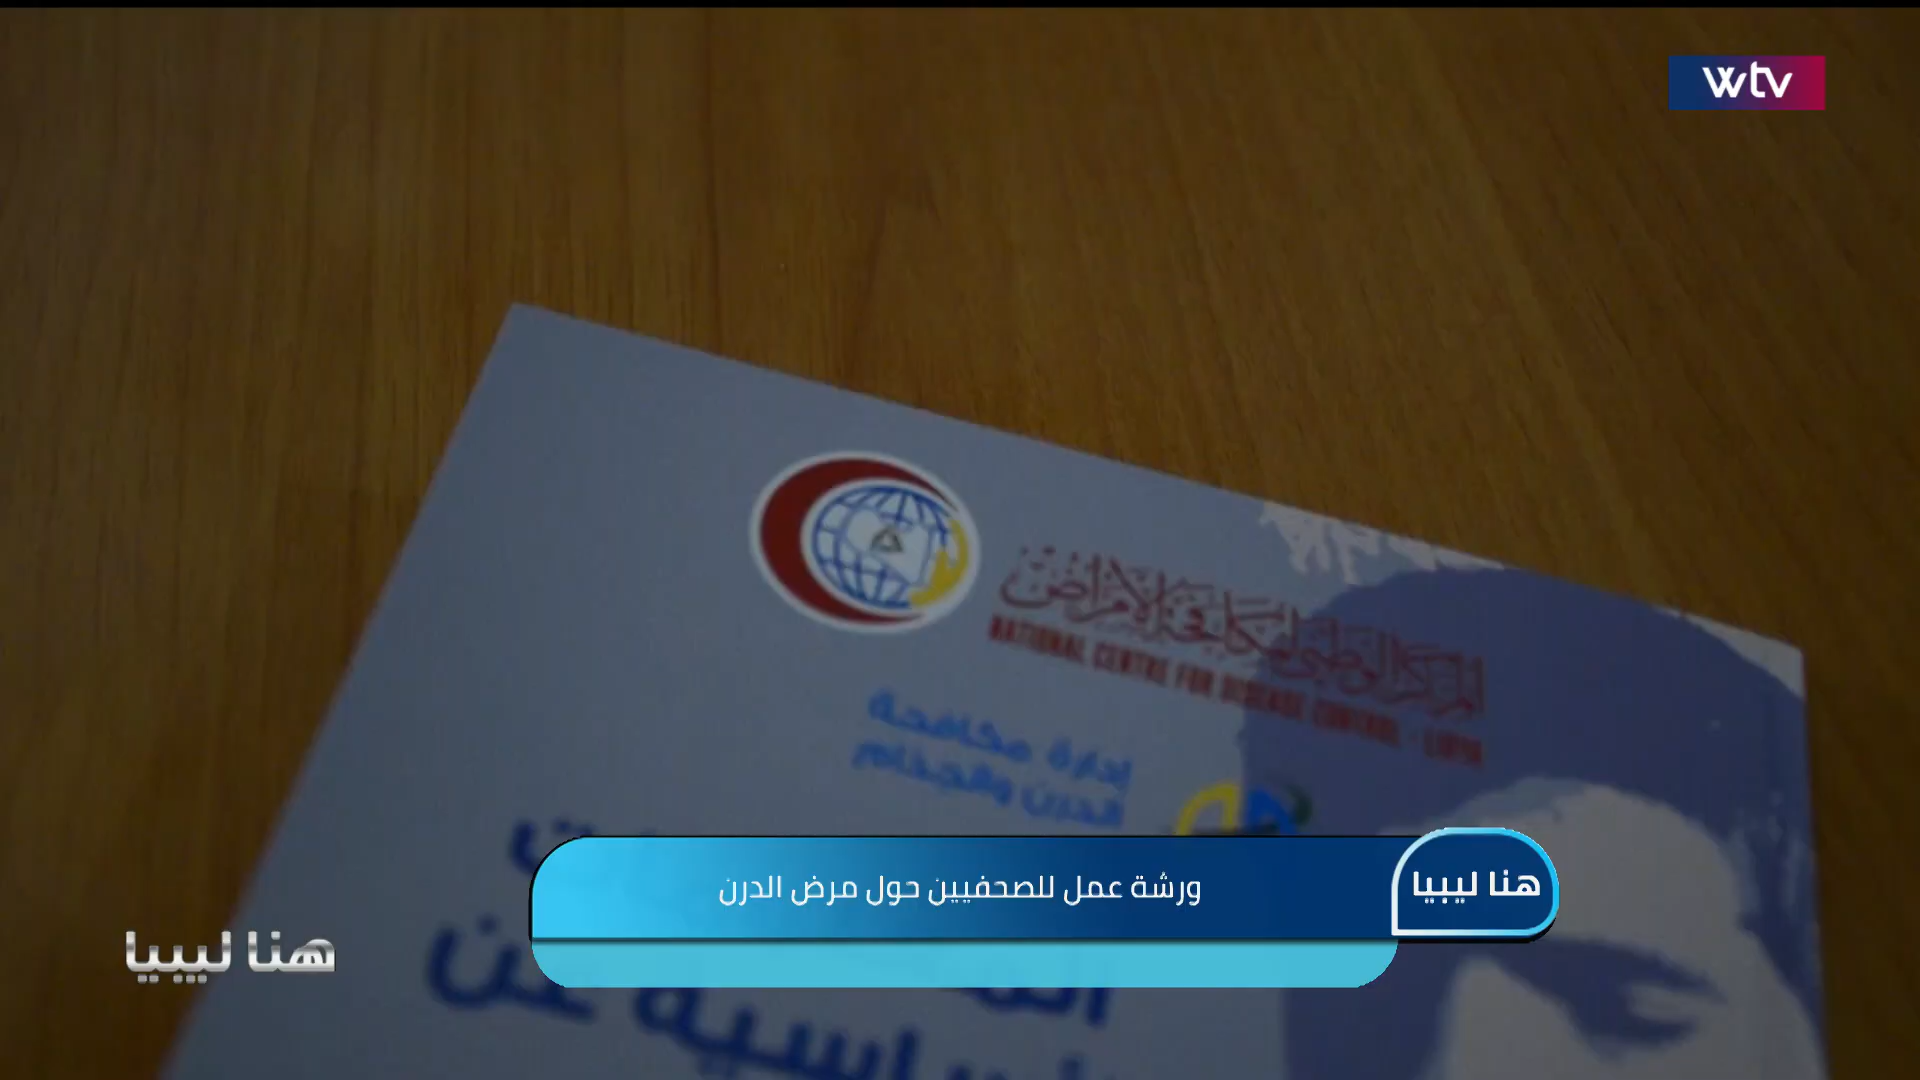 wtv
المركز الوطني لمكافحة الأمراض
NATIONAL CENTRE FOR DISEASE CONTROL - LIBYA
إدارة مكافحة
الدرن والجذام
ورشة عمل للصحفيين حول مرض الدرن
هنا ليبيا
هنا ليبيا
عن